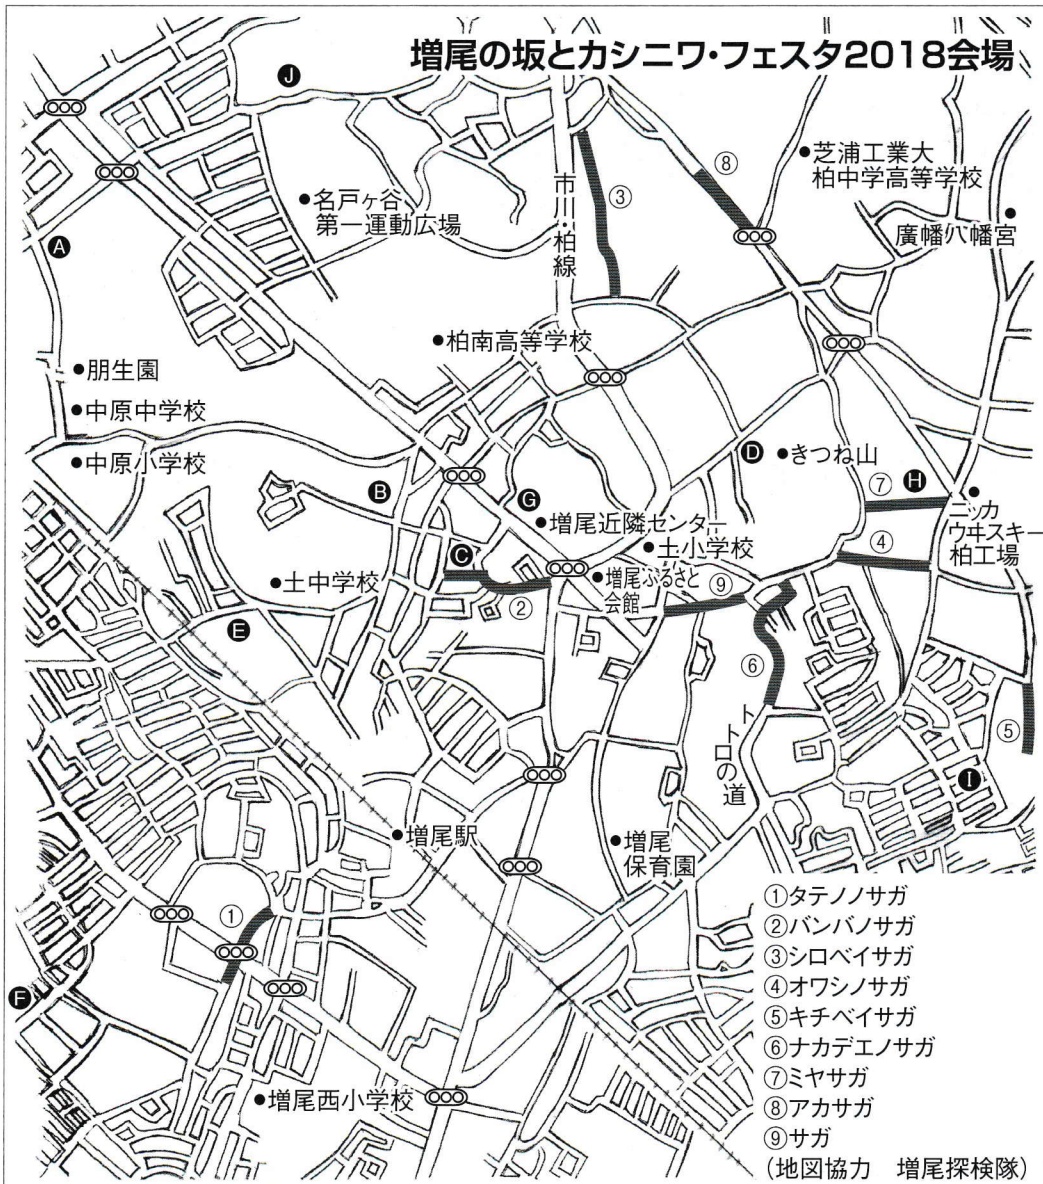 増尾の坂とカシニワ・フェスタ2018会場
J
⑧
芝浦工業大
柏中学高等学校
③
市川・柏線
名戸ヶ谷
第一運動広場
廣幡八幡宮
A
柏南高等学校
朋生園
中原中学校
中原小学校
D
きつね山
B
G
⑦
H
ニッカ
ウヰスキー
柏工場
増尾近隣センター
土小学校
④
C
土中学校
②
増尾ふるさと
会館
⑨
E
⑥
トトロの道
⑤
I
増尾駅
増尾
保育園
①
F
増尾西小学校
①タテノノサガ
②バンバノサガ
③シロベイサガ
④オワシノサガ
⑤キチベイサガ
⑥ナカデエノサガ
⑦ミヤサガ
⑧アカサガ
⑨サガ
(地図協力　増尾探検隊)